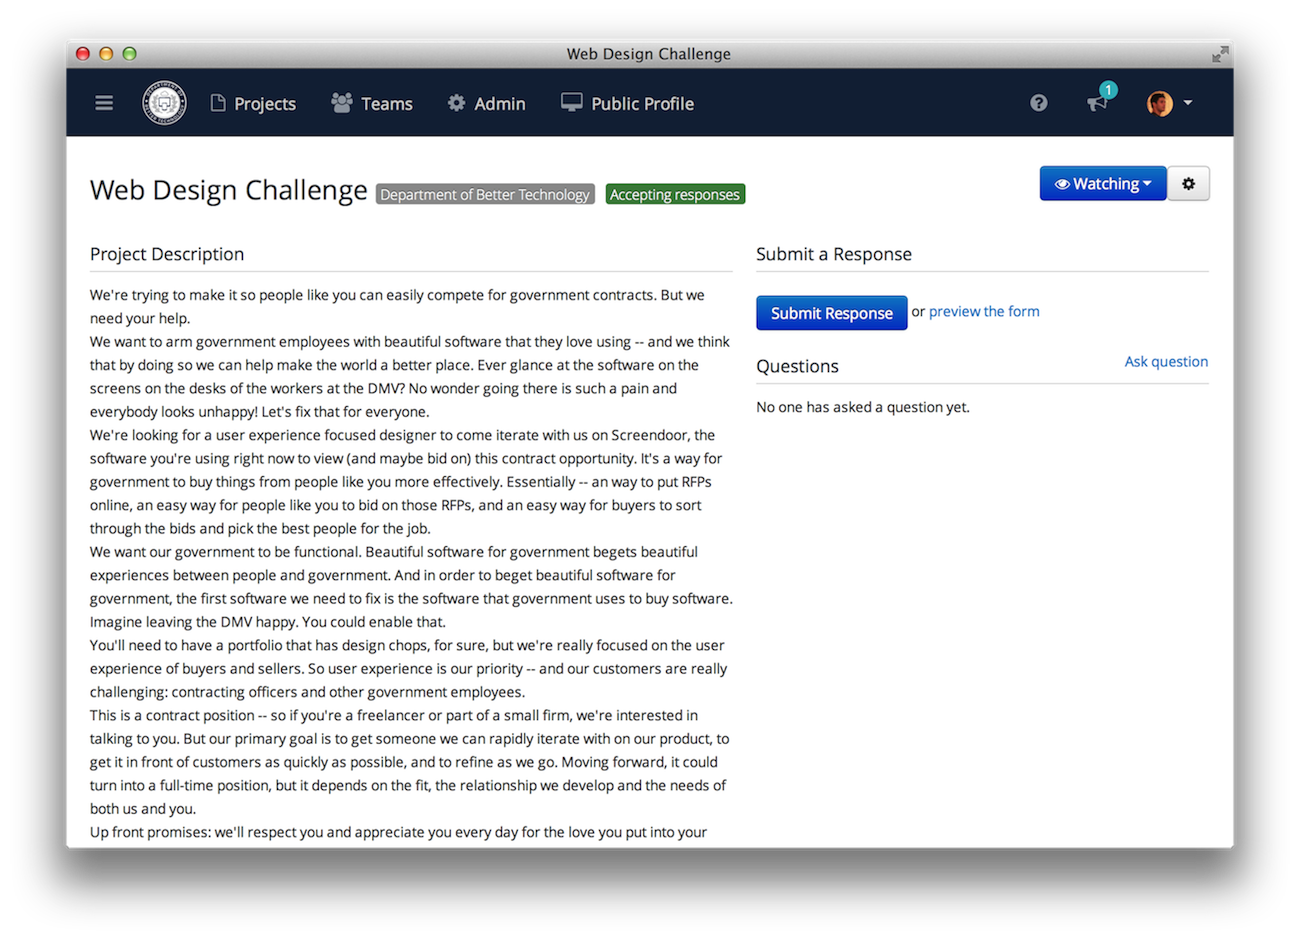 Web Design Challenge
Projects Teams Admin Public Profile 1
Web Design Challenge Department of Better Technology Accepting responses Watching
Project Description
We're trying to make it so people like you can easily compete for government contracts. But we
need your help.
We want to arm government employees with beautiful software that they love using -- and we think
that by doing so we can help make the world a better place. Ever glance at the software on the
screens on the desks of the workers at the DMV? No wonder going there is such a pain and
everybody looks unhappy! Let's fix that for everyone.
We're looking for a user experience focused designer to come iterate with us on Screendoor, the
software you're using right now to view (and maybe bid on) this contract opportunity. It's a way for
government to buy things from people like you more effectively. Essentially -- an way to put RFPs
online, an easy way for people like you to bid on those RFPs, and an easy way for buyers to sort
through the bids and pick the best people for the job.
We want our government to be functional. Beautiful software for government begets beautiful
experiences between people and government. And in order to beget beautiful software for
government, the first software we need to fix is the software that government uses to buy software.
Imagine leaving the DMV happy. You could enable that.
You'll need to have a portfolio that has design chops, for sure, but we're really focused on the user
experience of buyers and sellers. So user experience is our priority -- and our customers are really
challenging: contracting officers and other government employees.
This is a contract position -- so if you're a freelancer or part of a small firm, we're interested in
talking to you. But our primary goal is to get someone we can rapidly iterate with on our product, to
get it in front of customers as quickly as possible, and to refine as we go. Moving forward, it could
turn into a full-time position, but it depends on the fit, the relationship we develop and the needs of
both us and you.
Up front promises: we'll respect you and appreciate you every day for the love you put into your
Submit a Response
Submit Response or preview the form
Questions Ask question
No one has asked a question yet.